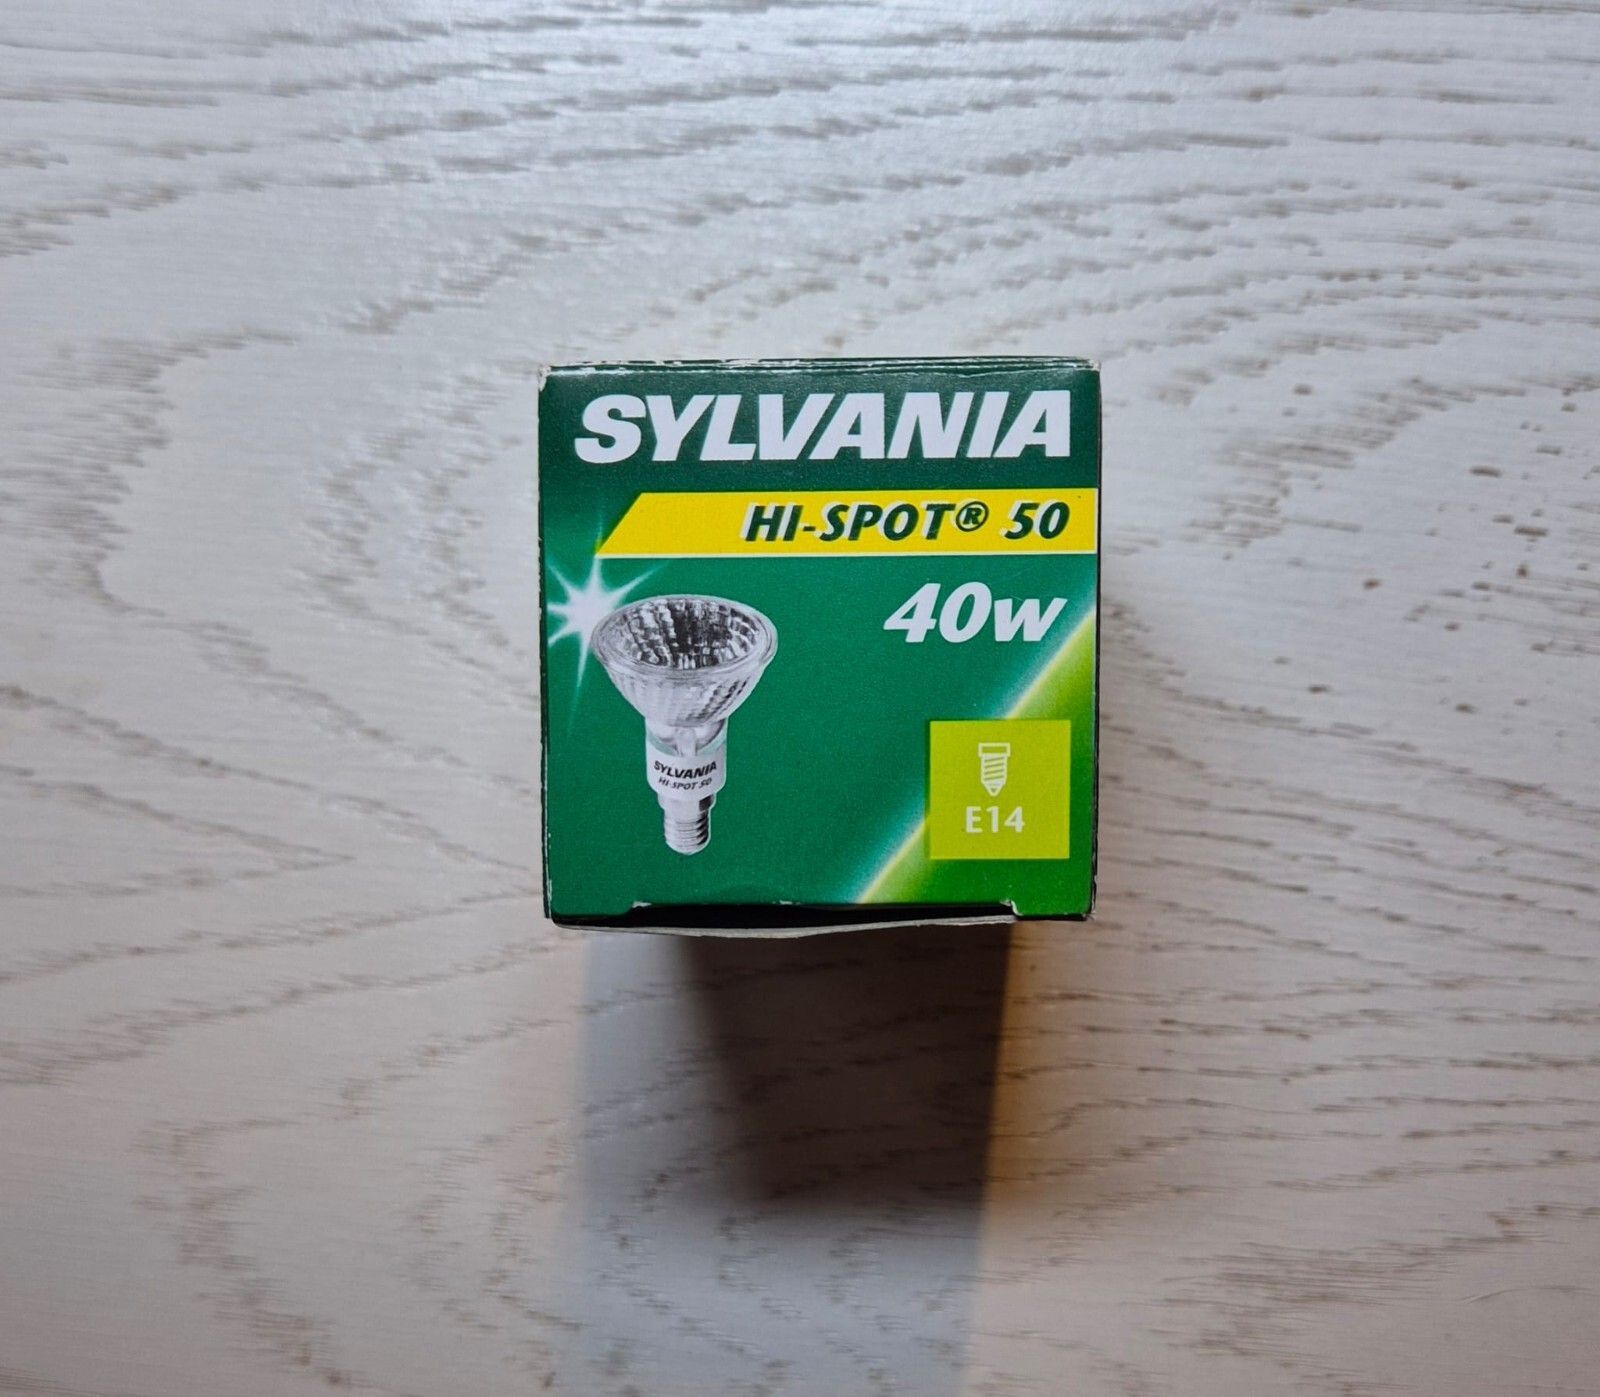 SYLVANIA
HI-SPOT® 50
40w
SYLVANIA
HI-SPOT 50
E14